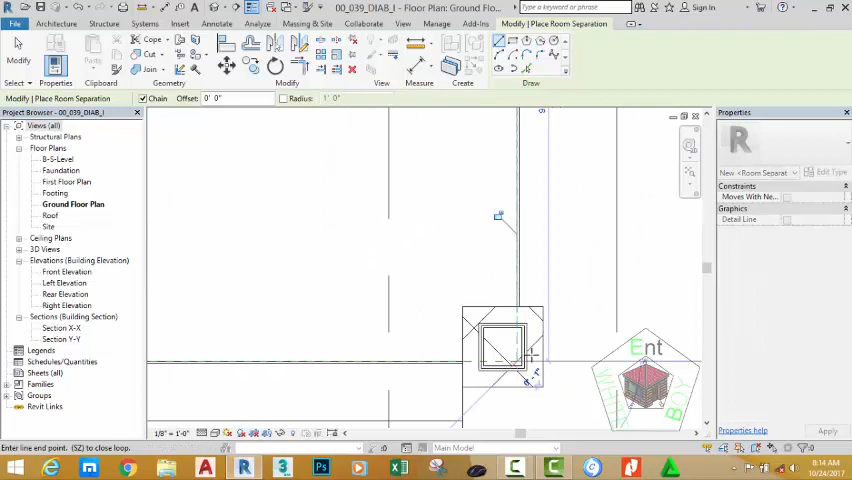 00_039_DIAB_I - Floor Plan: Ground Flo...
Type a keyword or phrase
Sign In
File
Architecture
Structure
Systems
Insert
Annotate
Analyze
Massing & Site
Collaborate
View
Manage
Add-Ins
Modify | Place Room Separation
Modify
Properties
Paste
Cope
Cut
Join
Select
Properties
Clipboard
Geometry
Modify
Measure
Create
Draw
Modify | Place Room Separation
Chain
Offset: 0' 0"
Radius: 1' 0"
Project Browser - 00_039_DIAB_I
Views (all)
Structural Plans
Floor Plans
B-S-Level
Foundation
First Floor Plan
Footing
Ground Floor Plan
Roof
Site
Ceiling Plans
3D Views
Elevations (Building Elevation)
Front Elevation
Left Elevation
Rear Elevation
Right Elevation
Sections (Building Section)
Section X-X
Section Y-Y
Legends
Schedules/Quantities
Sheets (all)
Families
Groups
Revit Links
Properties
New <Room Separat
Edit Type
Constraints
Moves With Ne...
Graphics
Detail Line
Properties help
Apply
Ent
BOY
1/8" = 1'-0"
Enter line end point. (SZ) to close loop.
:0
Main Model
:0
8:14 AM
10/24/2017